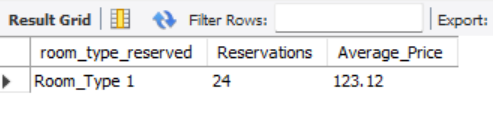 Result Grid Filter Rows: Export:
room_type_reserved Reservations Average_Price
Room_Type 1 24 123.12